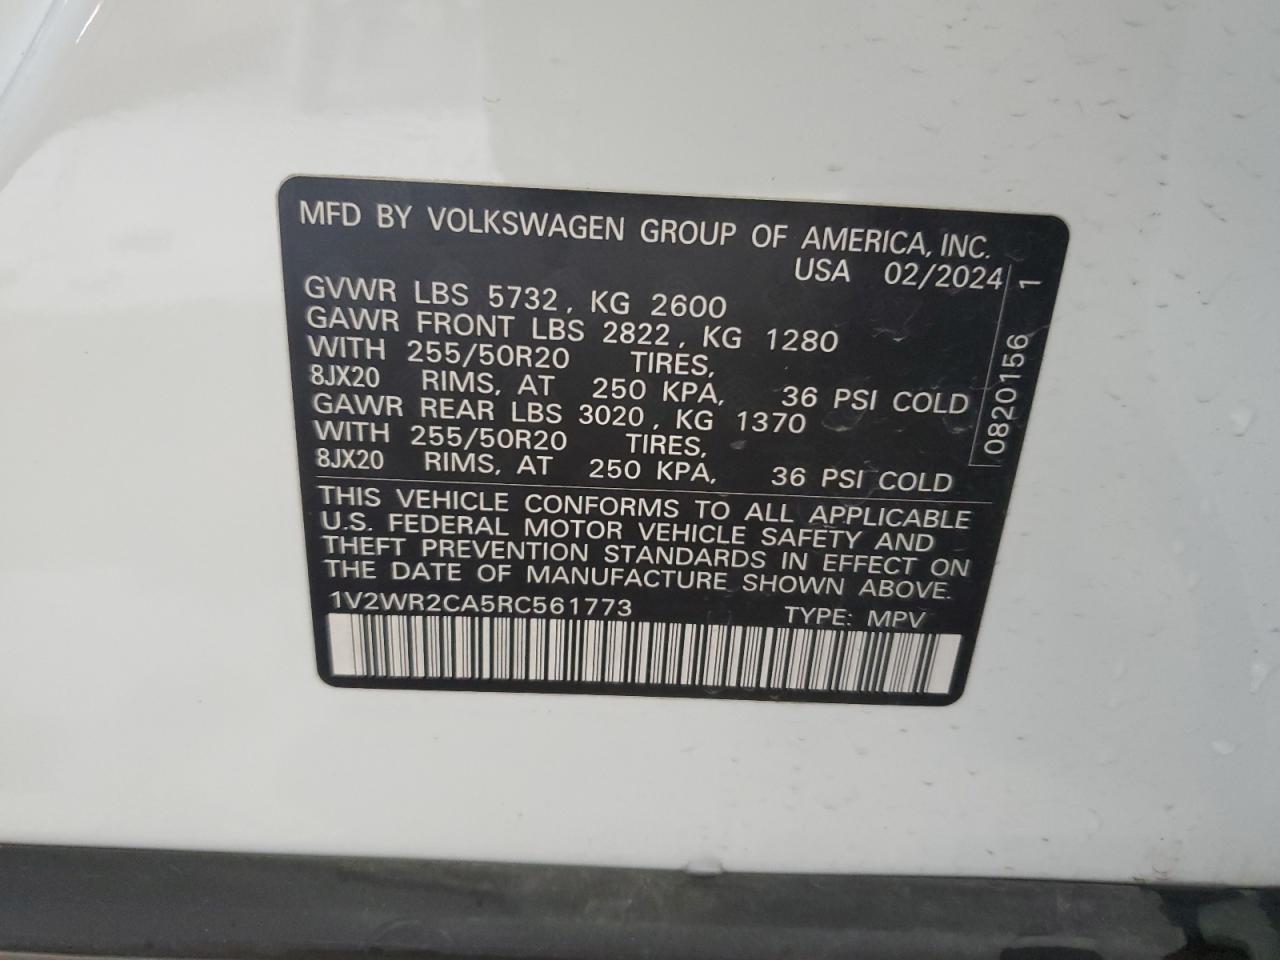 MFD BY VOLKSWAGEN GROUP OF AMERICA, INC.
USA 02/2024
GVWR LBS 5732, KG 2600
GAWR FRONT LBS 2822, KG 1280
WITH 255/50R20 TIRES,
8JX20 RIMS, AT 250 KPA, 36 PSI COLD
GAWR REAR LBS 3020, KG 1370
WITH 255/50R20 TIRES,
8JX20 RIMS, AT 250 KPA, 36 PSI COLD
0820156 1
THIS VEHICLE CONFORMS TO ALL APPLICABLE
U.S. FEDERAL MOTOR VEHICLE SAFETY AND
THEFT PREVENTION STANDARDS IN EFFECT ON
THE DATE OF MANUFACTURE SHOWN ABOVE.
1V2WR2CA5RC561773 TYPE: MPV